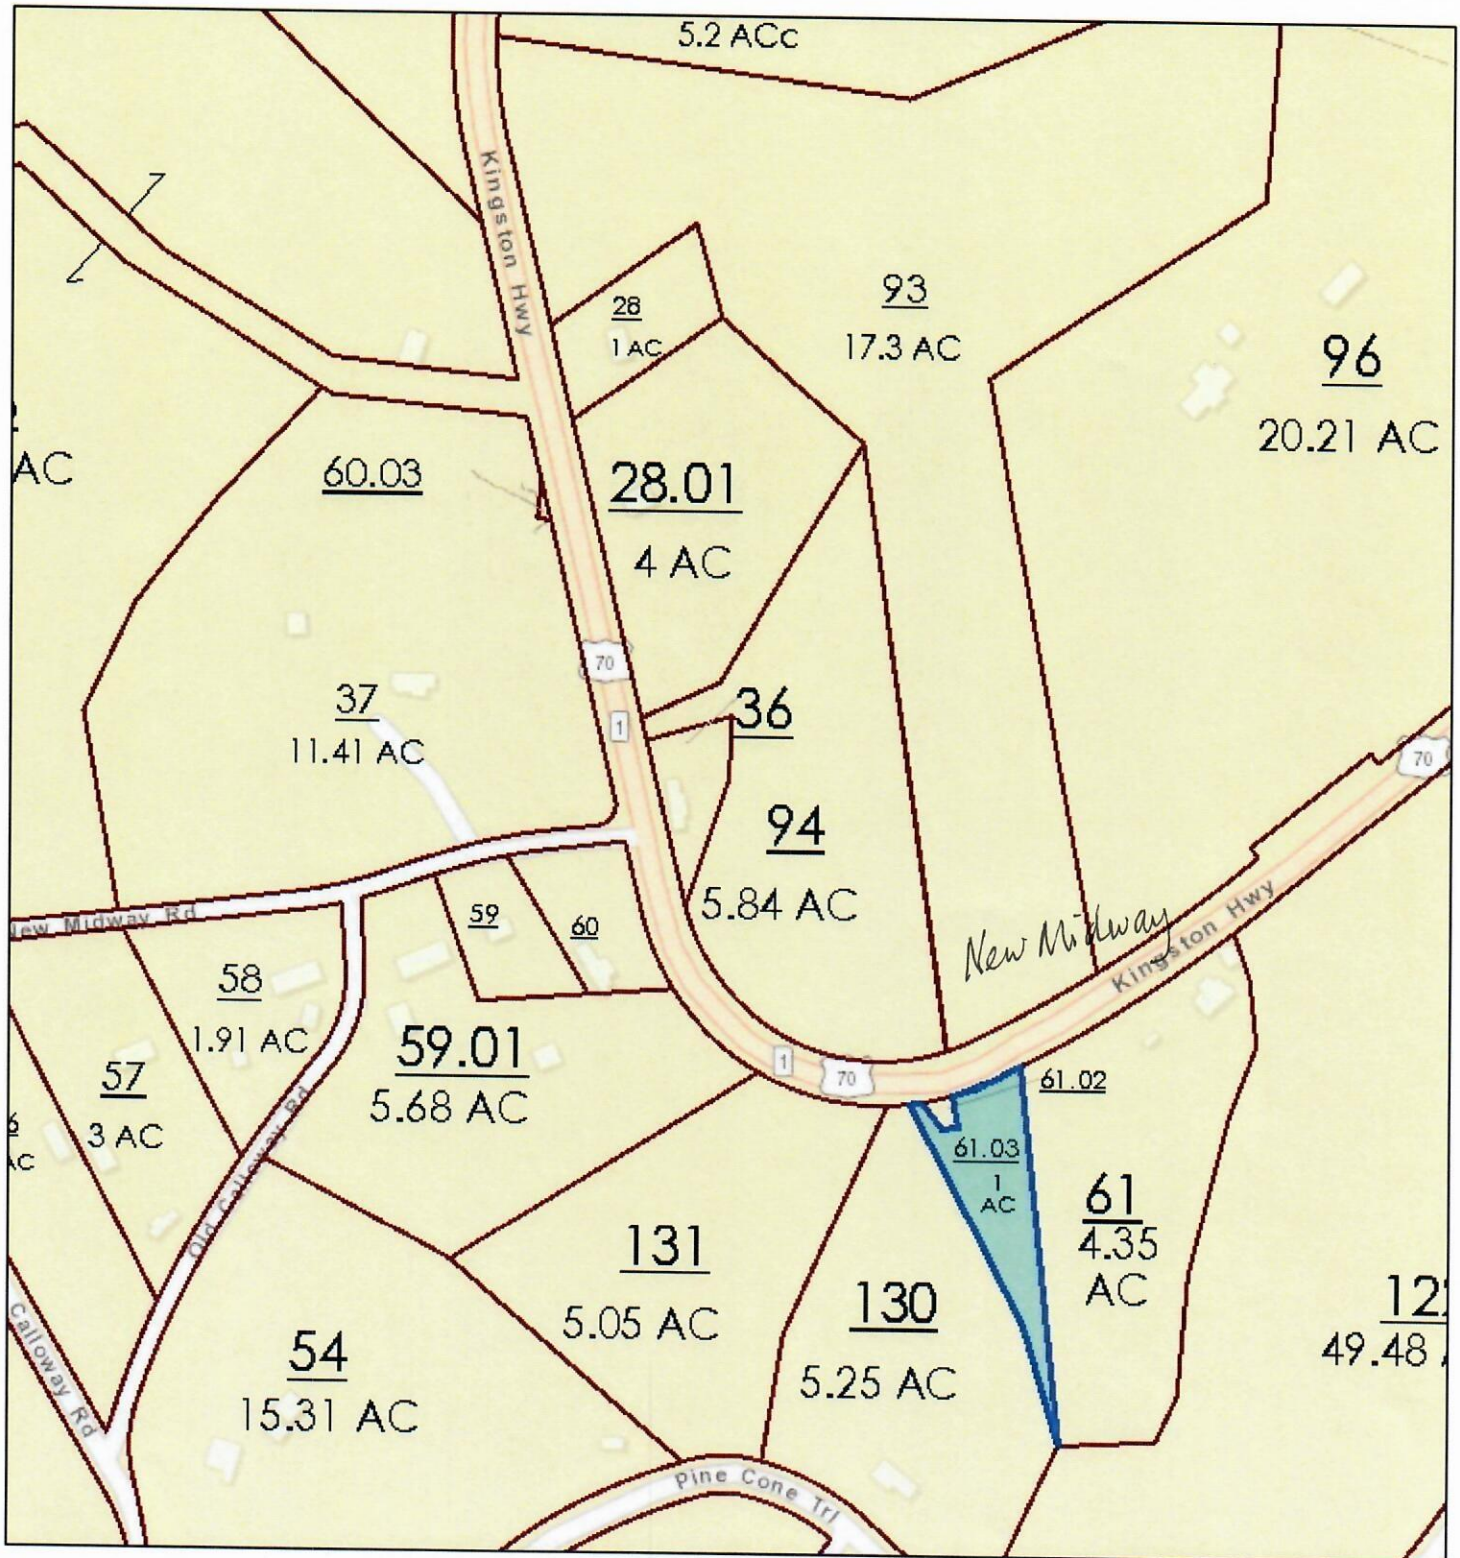 5.2 ACc
Kingston Hwy
28
1 AC
93
17.3 AC
96
20.21 AC
AC
60.03
28.01
4 AC
70
37
11.41 AC
1
36
70
94
5.84 AC
New Midway Rd
59
60
New Midway
Kingston Hwy
58
1.91 AC
59.01
5.68 AC
57
3 AC
1
70
61.02
61.03
1
AC
Old Calloway Rd
61
4.35
AC
131
5.05 AC
130
5.25 AC
49.48
Calloway Rd
54
15.31 AC
Pine Cone Trl